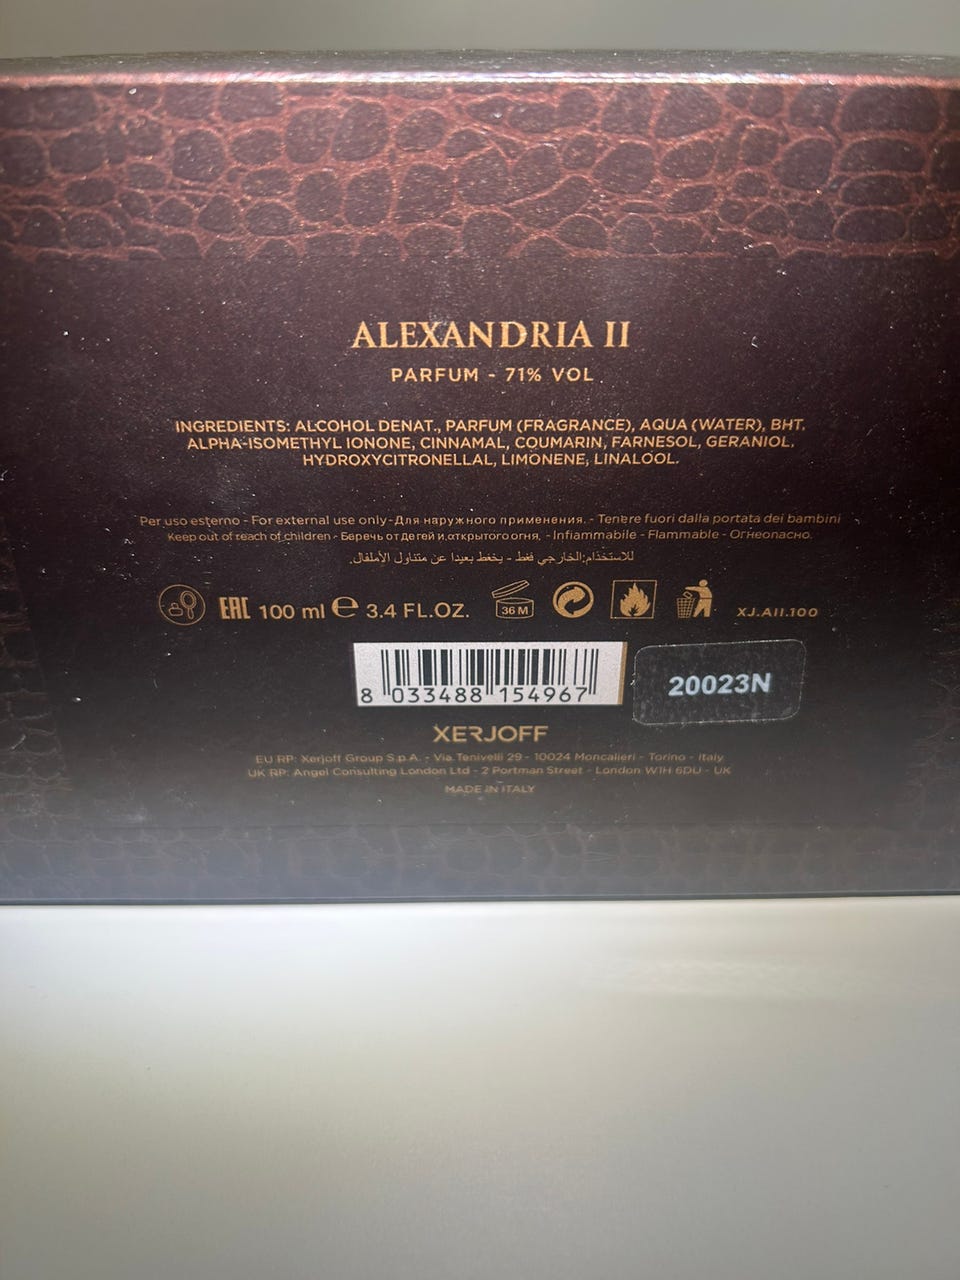 ALEXANDRIA II
PARFUM - 71% VOL.
INGREDIENTS: ALCOHOL DENAT., PARFUM (FRAGRANCE), AQUA (WATER), BHT,
ALPHA-ISOMETHYL IONONE, CINNAMAL, COUMARIN, FARNESOL, GERANIOL,
HYDROXYCITRONELLAL, LIMONENE, LINALOOL.
Per uso esterno - For external use only - Для наружного применения. - Tenere fuori dalla portata dei bambini
Keep out of reach of children - Беречь от детей и открытого огня. - Infiammabile - Flammable - Огнеопасно.
للاستخدام الخارجي فقط - يحفظ بعيدا عن متناول الأطفال.
EAC 100 ml e 3.4 FL.OZ. 36 M XJ.AII.100
8 033488 154967
20023N
XERJOFF
EU RP: Xerjoff Group S.p.A. - Via Tenivelli 29 - 10024 Moncalieri - Torino - Italy
UK RP: Angel Consulting London Ltd - 2 Portman Street - London W1H 6DU - UK
MADE IN ITALY